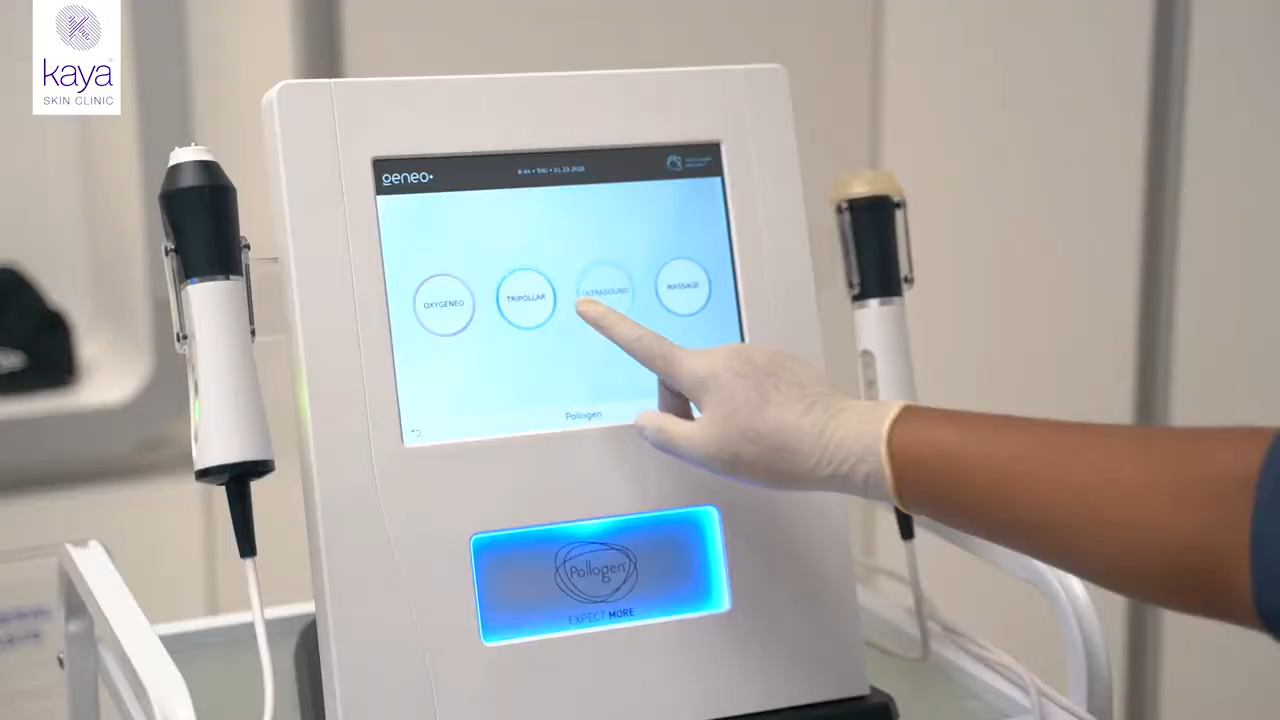 kaya
SKIN CLINIC
geneo+
OXYGENEO
TRIPOLLAR
ULTRASOUND
MASSAGE
Pollogen
Pollogen
EXPECT MORE